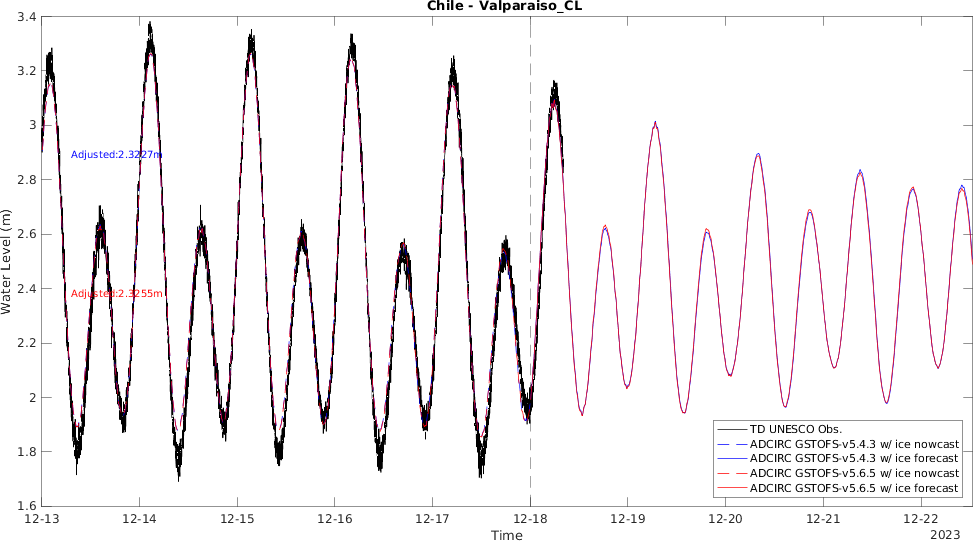 Chile - Valparaiso_CL
3.4
3.2
3
2.8
2.6
2.4
2.2
2
1.8
1.6
Water Level (m)
Adjusted:2.3227m
Adjusted:2.3255m
TD UNESCO Obs.
ADCIRC GSTOFS-v5.4.3 w/ ice nowcast
ADCIRC GSTOFS-v5.4.3 w/ ice forecast
ADCIRC GSTOFS-v5.6.5 w/ ice nowcast
ADCIRC GSTOFS-v5.6.5 w/ ice forecast
12-13 12-14 12-15 12-16 12-17 12-18 12-19 12-20 12-21 12-22
Time
2023